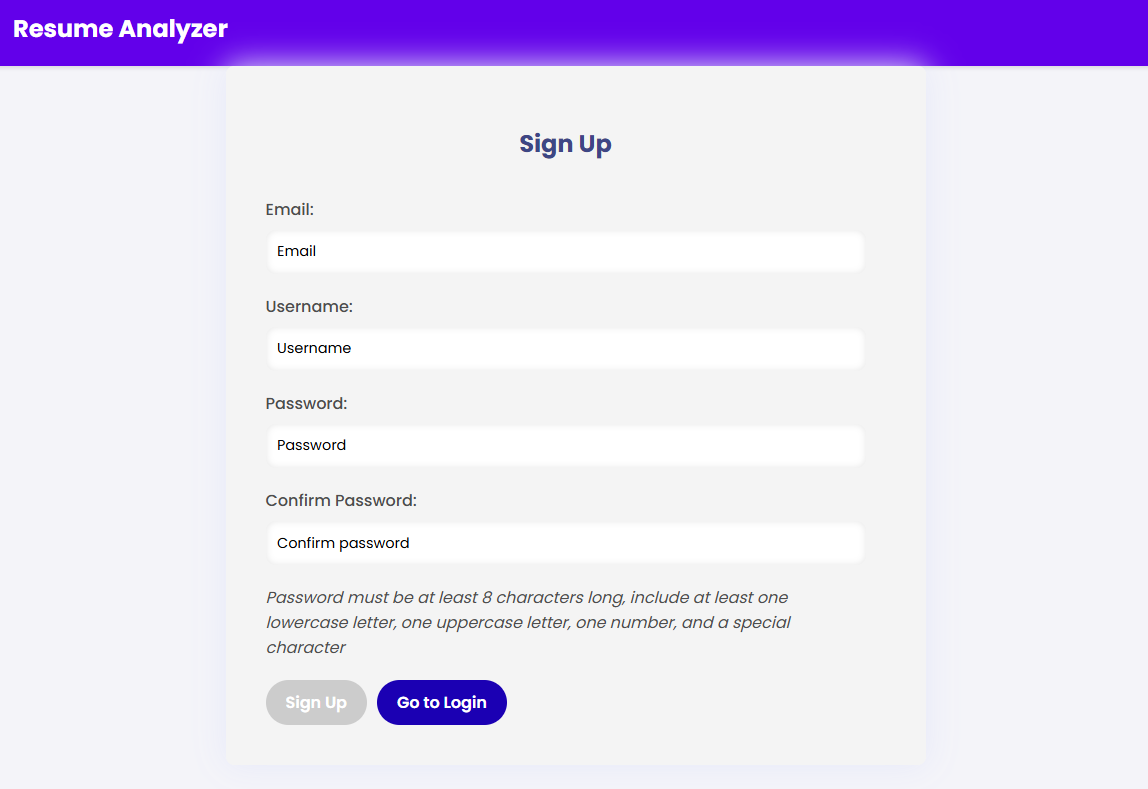 Resume Analyzer
Sign Up
Email:
Email
Username:
Username
Password:
Password
Confirm Password:
Confirm password
Password must be at least 8 characters long, include at least one
lowercase letter, one uppercase letter, one number, and a special
character
Sign Up
Go to Login